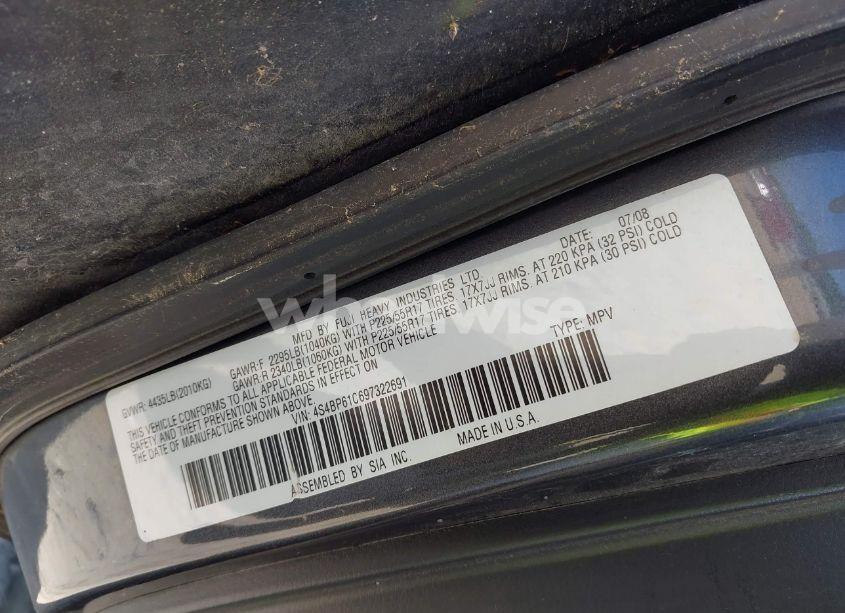 MFD BY FUJI HEAVY INDUSTRIES LTD. DATE: 07/08
GVWR: 4435LB(2010KG) GAWR:F 2295LB(1040KG) WITH P225/55R17 TIRES, 17X7JJ RIMS. AT 220 KPA (32 PSI) COLD
GAWR:R 2340LB(1060KG) WITH P225/55R17 TIRES, 17X7JJ RIMS. AT 210 KPA (30 PSI) COLD
THIS VEHICLE CONFORMS TO ALL APPLICABLE FEDERAL MOTOR VEHICLE
SAFETY AND THEFT PREVENTION STANDARDS IN EFFECT ON
THE DATE OF MANUFACTURE SHOWN ABOVE.
VIN: 4S4BP61C697322691 TYPE: MPV
ASSEMBLED BY SIA INC. MADE IN U.S.A.
wheelwise